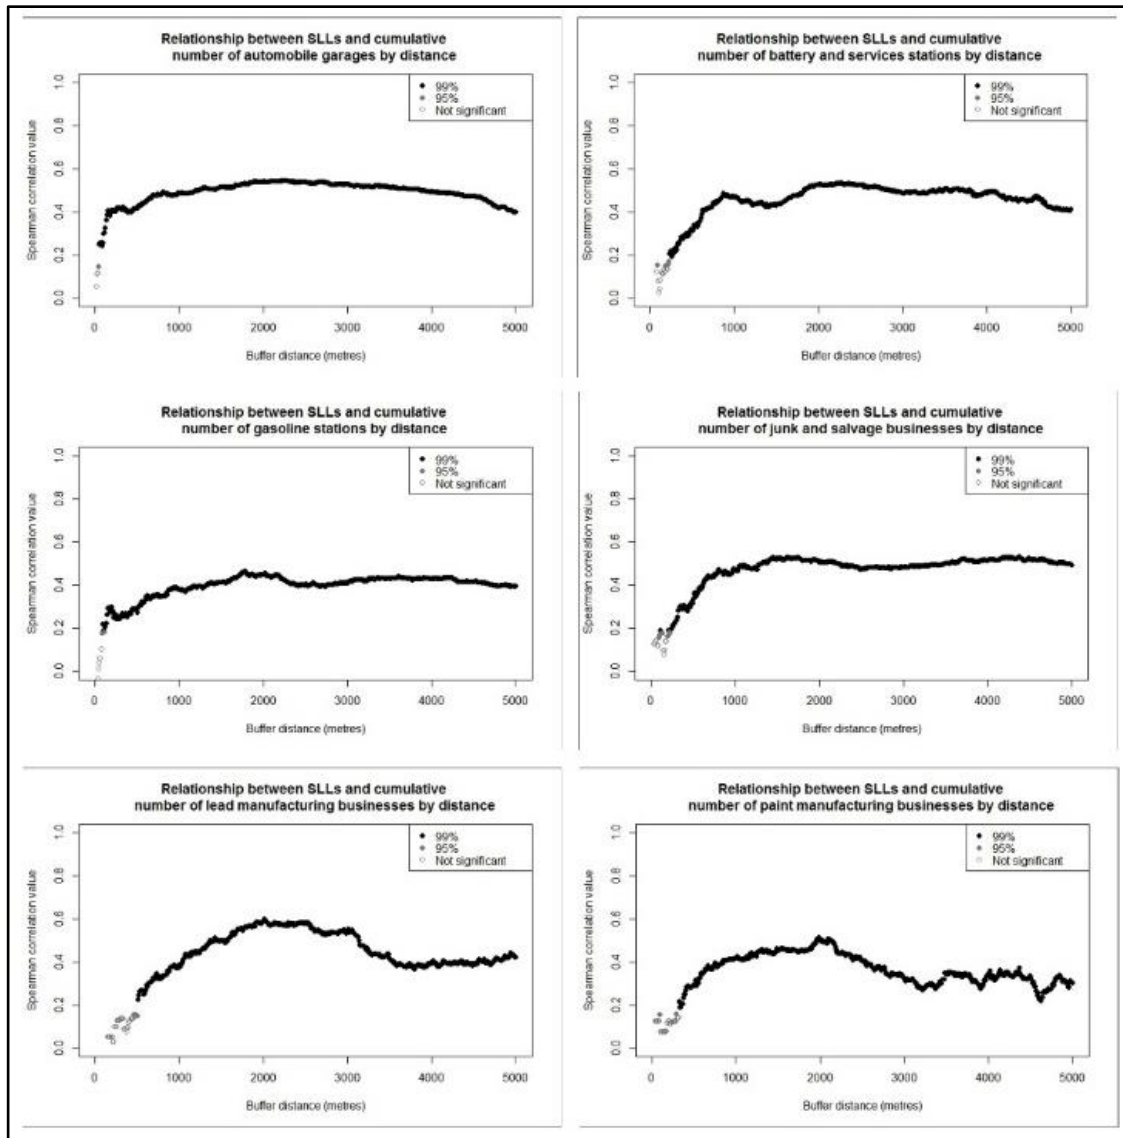 Relationship between SLLs and cumulative
number of automobile garages by distance
99%
95%
Not significant
Spearman correlation value
0.0 0.2 0.4 0.6 0.8 1.0
0 1000 2000 3000 4000 5000
Buffer distance (metres)
Relationship between SLLs and cumulative
number of battery and services stations by distance
99%
95%
Not significant
Spearman correlation value
0.0 0.2 0.4 0.6 0.8 1.0
0 1000 2000 3000 4000 5000
Buffer distance (metres)
Relationship between SLLs and cumulative
number of gasoline stations by distance
99%
95%
Not significant
Spearman correlation value
0.0 0.2 0.4 0.6 0.8 1.0
0 1000 2000 3000 4000 5000
Buffer distance (metres)
Relationship between SLLs and cumulative
number of junk and salvage businesses by distance
99%
95%
Not significant
Spearman correlation value
0.0 0.2 0.4 0.6 0.8 1.0
0 1000 2000 3000 4000 5000
Buffer distance (metres)
Relationship between SLLs and cumulative
number of lead manufacturing businesses by distance
99%
95%
Not significant
Spearman correlation value
0.0 0.2 0.4 0.6 0.8 1.0
0 1000 2000 3000 4000 5000
Buffer distance (metres)
Relationship between SLLs and cumulative
number of paint manufacturing businesses by distance
99%
95%
Not significant
Spearman correlation value
0.0 0.2 0.4 0.6 0.8 1.0
0 1000 2000 3000 4000 5000
Buffer distance (metres)